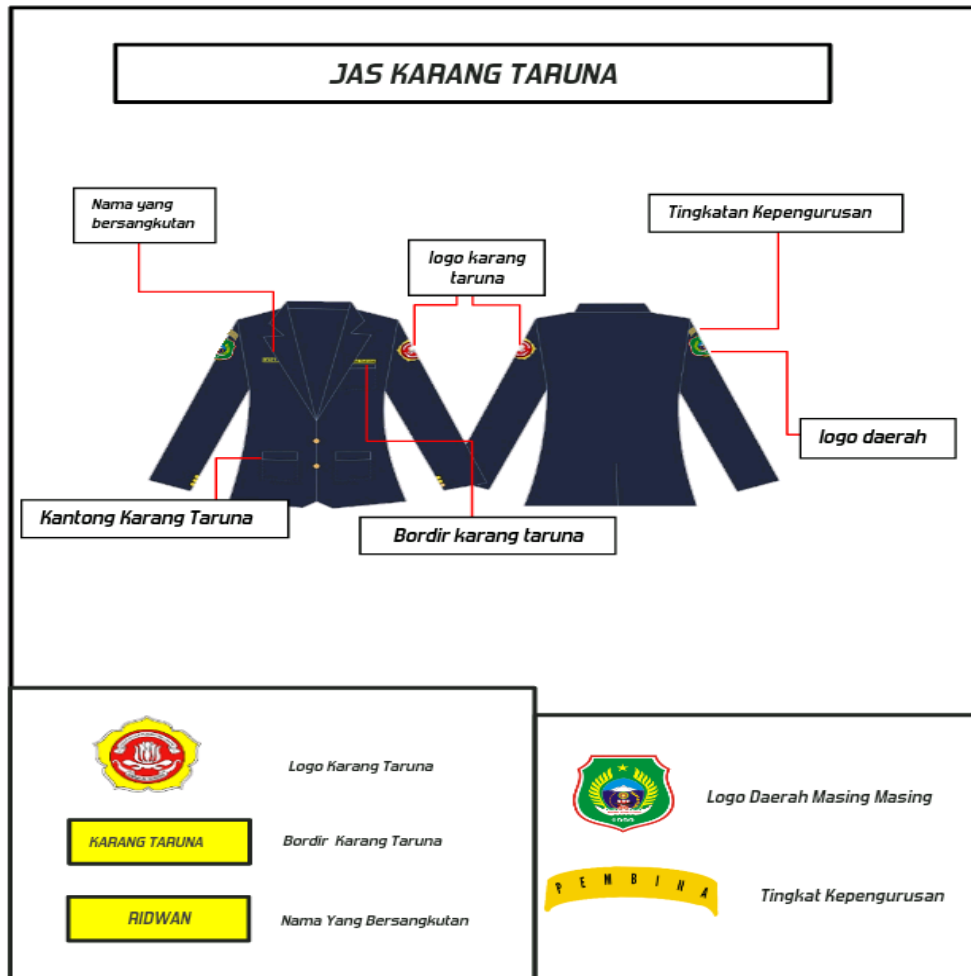 JAS KARANG TARUNA
Nama yang
bersangkutan
logo karang
taruna
Tingkatan Kepengurusan
logo daerah
Kantong Karang Taruna
Bordir karang taruna
Logo Karang Taruna
KARANG TARUNA
Bordir Karang Taruna
RIDWAN
Nama Yang Bersangkutan
Logo Daerah Masing Masing
PEMBINA
Tingkat Kepengurusan